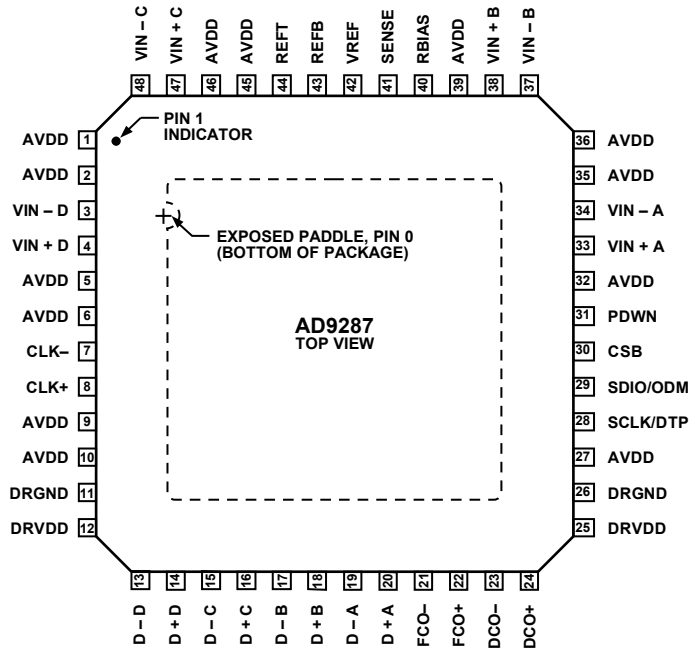 VIN – C
VIN + C
AVDD
AVDD
REFT
REFB
VREF
SENSE
RBIAS
AVDD
VIN + B
VIN – B
48
47
46
45
44
43
42
41
40
39
38
37
PIN 1
INDICATOR
AVDD 1
AVDD 2
VIN – D 3
VIN + D 4
AVDD 5
AVDD 6
CLK– 7
CLK+ 8
AVDD 9
AVDD 10
DRGND 11
DRVDD 12
EXPOSED PADDLE, PIN 0
(BOTTOM OF PACKAGE)
AD9287
TOP VIEW
36 AVDD
35 AVDD
34 VIN – A
33 VIN + A
32 AVDD
31 PDWN
30 CSB
29 SDIO/ODM
28 SCLK/DTP
27 AVDD
26 DRGND
25 DRVDD
13
14
15
16
17
18
19
20
21
22
23
24
D – D
D + D
D – C
D + C
D – B
D + B
D – A
D + A
FCO–
FCO+
DCO–
DCO+